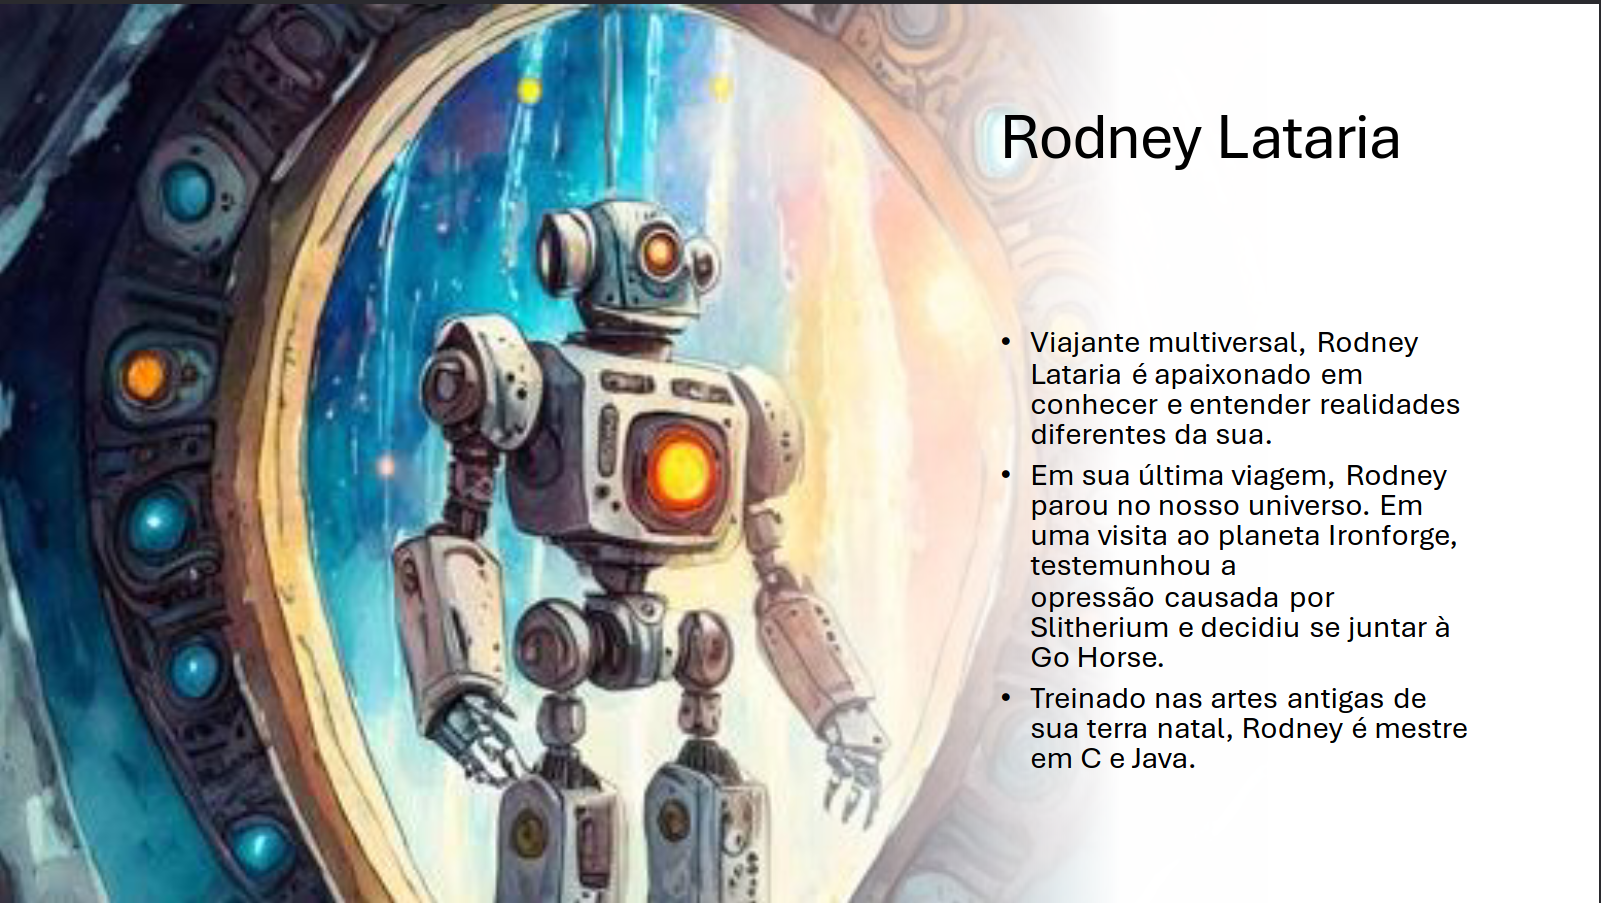 Rodney Lataria
• Viajante multiversal, Rodney
Lataria é apaixonado em
conhecer e entender realidades
diferentes da sua.
• Em sua última viagem, Rodney
parou no nosso universo. Em
uma visita ao planeta Ironforge,
testemunhou a
opressão causada por
Slitherium e decidiu se juntar à
Go Horse.
• Treinado nas artes antigas de
sua terra natal, Rodney é mestre
em C e Java.